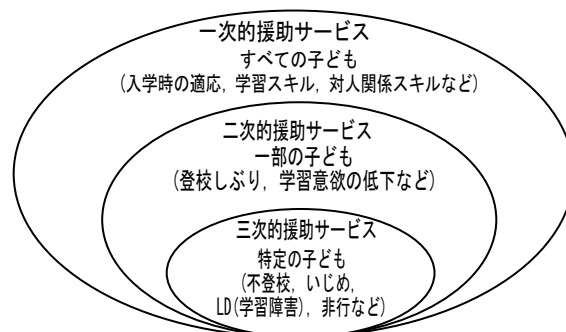 一次的援助サービス
すべての子ども
(入学時の適応, 学習スキル, 対人関係スキルなど)
二次的援助サービス
一部の子ども
(登校しぶり, 学習意欲の低下など)
三次的援助サービス
特定の子ども
(不登校, いじめ,
LD(学習障害), 非行など)